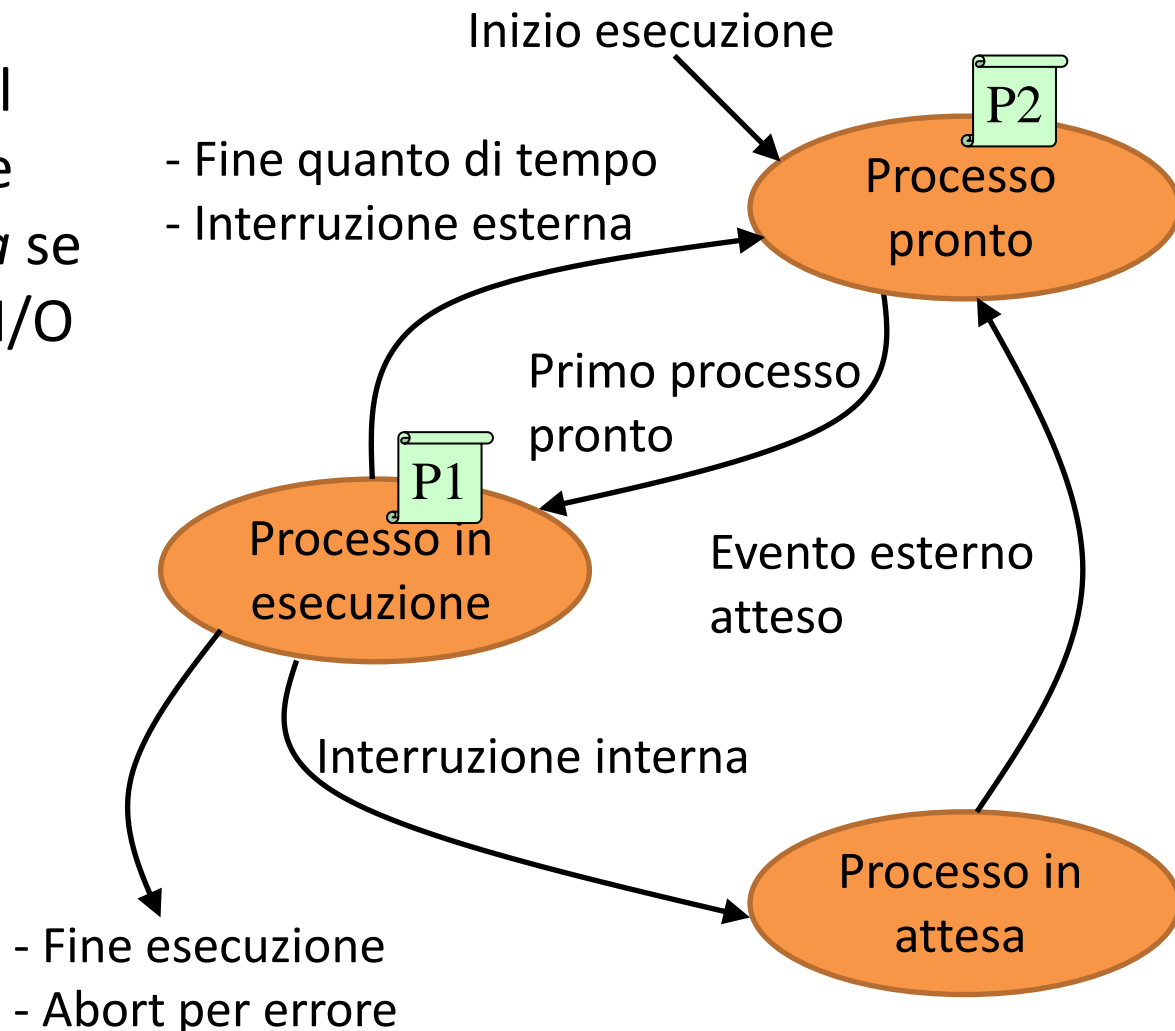 Inizio esecuzione
l
e
a se
I/O
- Fine quanto di tempo
- Interruzione esterna
P2
Processo
pronto
Primo processo
pronto
P1
Processo in
esecuzione
Evento esterno
atteso
Interruzione interna
Processo in
attesa
- Fine esecuzione
- Abort per errore